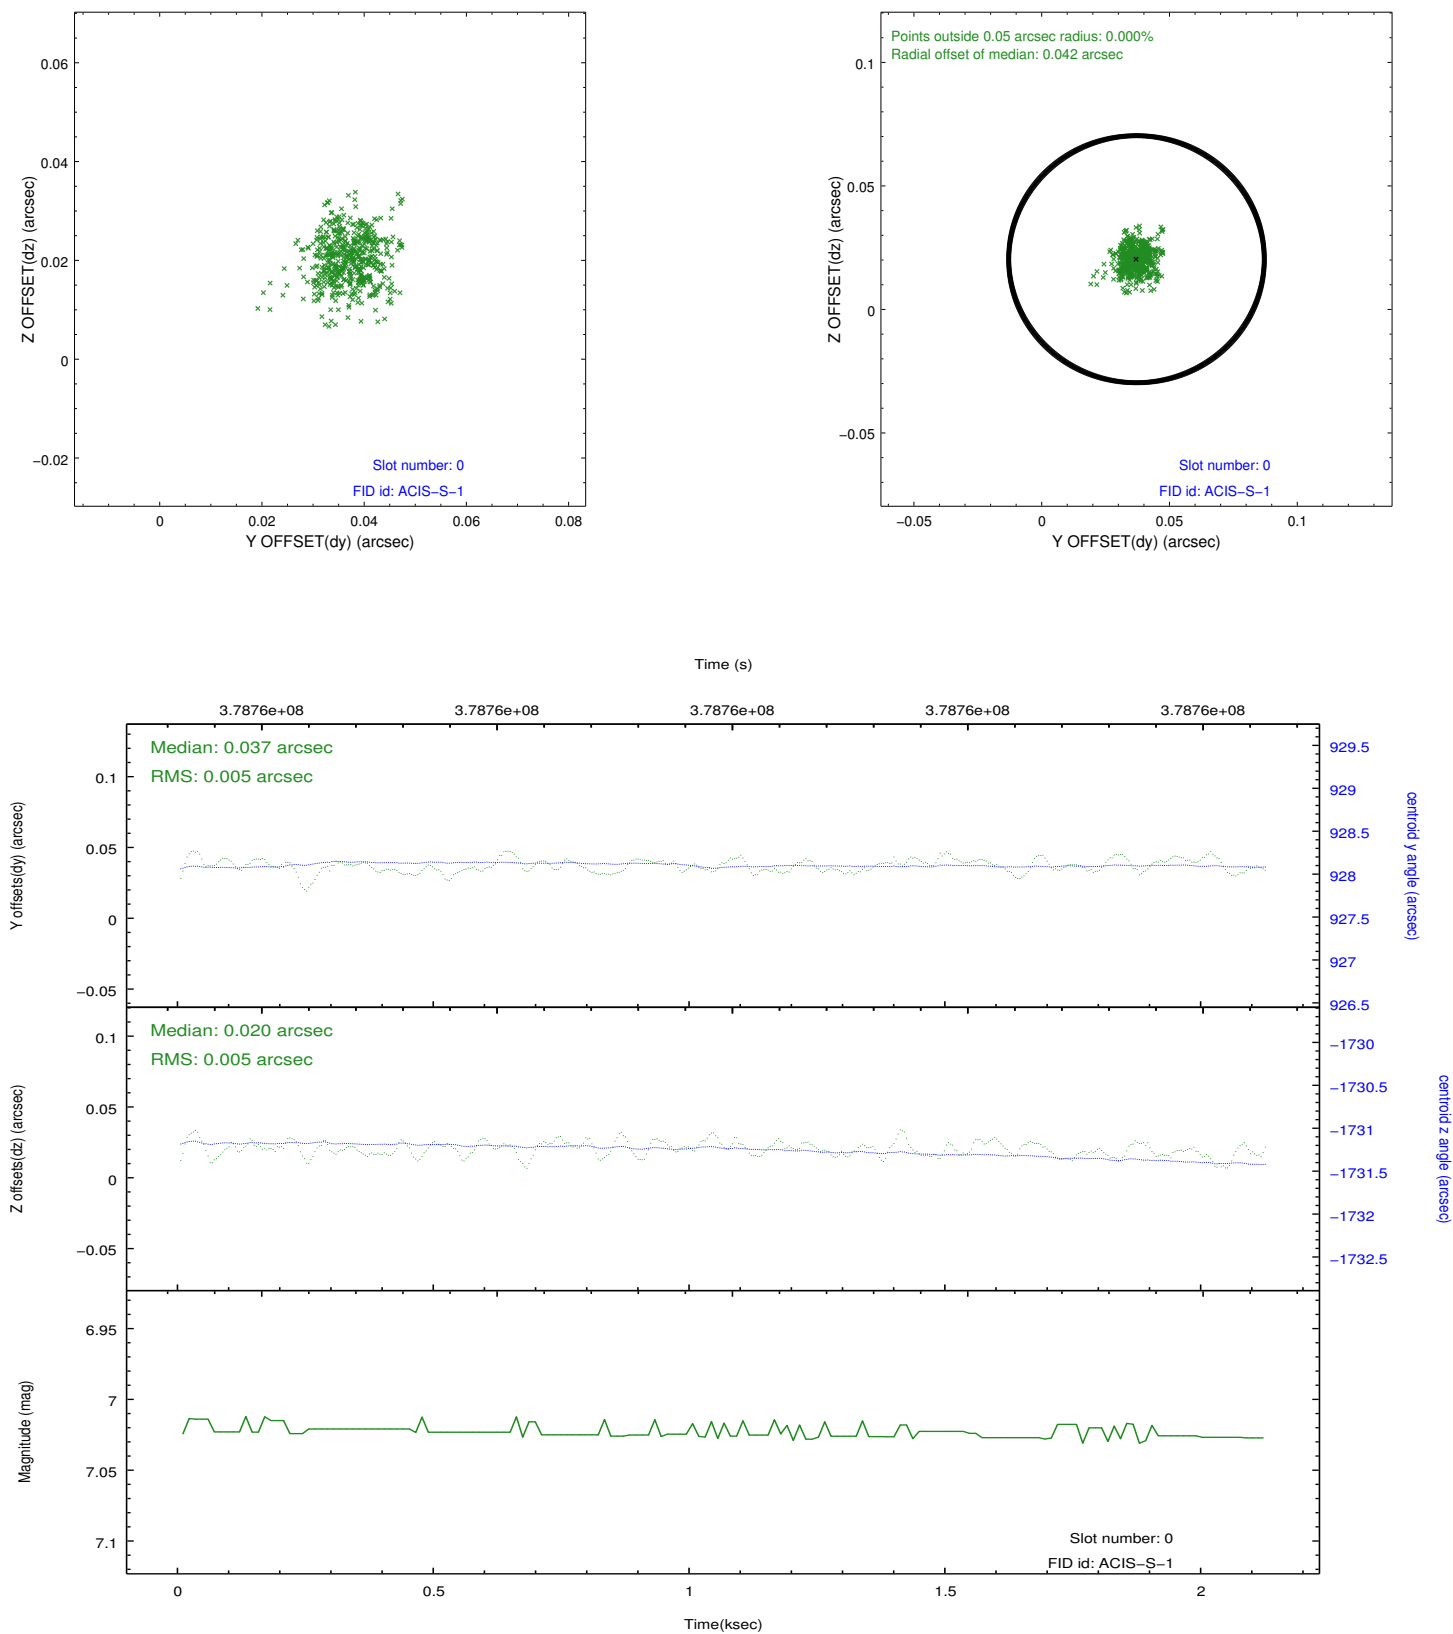 0.06
0.04
0.02
0
−0.02
Z OFFSET(dz) (arcsec)
Slot number: 0
FID id: ACIS−S−1
0
0.02
0.04
0.06
0.08
Y OFFSET(dy) (arcsec)
Points outside 0.05 arcsec radius: 0.000%
Radial offset of median: 0.042 arcsec
0.1
0.05
0
−0.05
Z OFFSET(dz) (arcsec)
Slot number: 0
FID id: ACIS−S−1
−0.05
0
0.05
0.1
Y OFFSET(dy) (arcsec)
Time (s)
3.7876e+08
3.7876e+08
3.7876e+08
3.7876e+08
3.7876e+08
Median: 0.037 arcsec
RMS: 0.005 arcsec
0.1
0.05
0
−0.05
Y offsets(dy) (arcsec)
929.5
929
928.5
928
927.5
927
926.5
centroid y angle (arcsec)
Median: 0.020 arcsec
RMS: 0.005 arcsec
0.1
0.05
0
−0.05
Z offsets(dz) (arcsec)
−1730
−1730.5
−1731
−1731.5
−1732
−1732.5
centroid z angle (arcsec)
6.95
7
7.05
7.1
Magnitude (mag)
Slot number: 0
FID id: ACIS−S−1
0
0.5
1
1.5
2
Time(ksec)